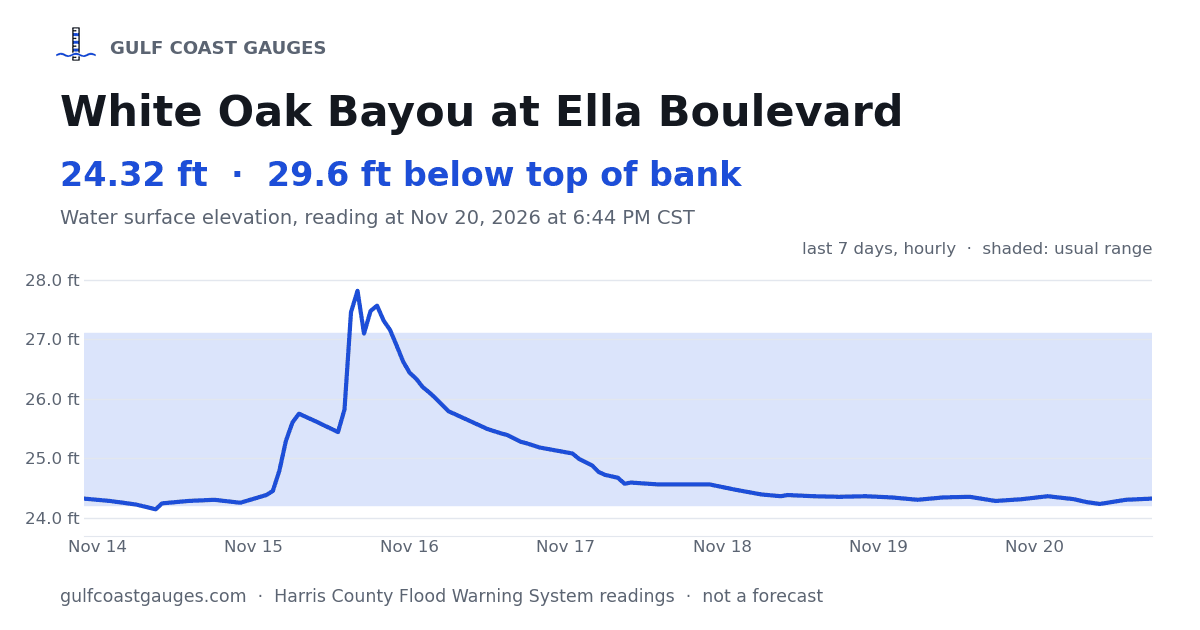 GULF COAST GAUGES
White Oak Bayou at Ella Boulevard
24.32 ft · 29.6 ft below top of bank
Water surface elevation, reading at Nov 20, 2026 at 6:44 PM CST
last 7 days, hourly · shaded: usual range
28.0 ft
27.0 ft
26.0 ft
25.0 ft
24.0 ft
Nov 14 Nov 15 Nov 16 Nov 17 Nov 18 Nov 19 Nov 20
gulfcoastgauges.com · Harris County Flood Warning System readings · not a forecast